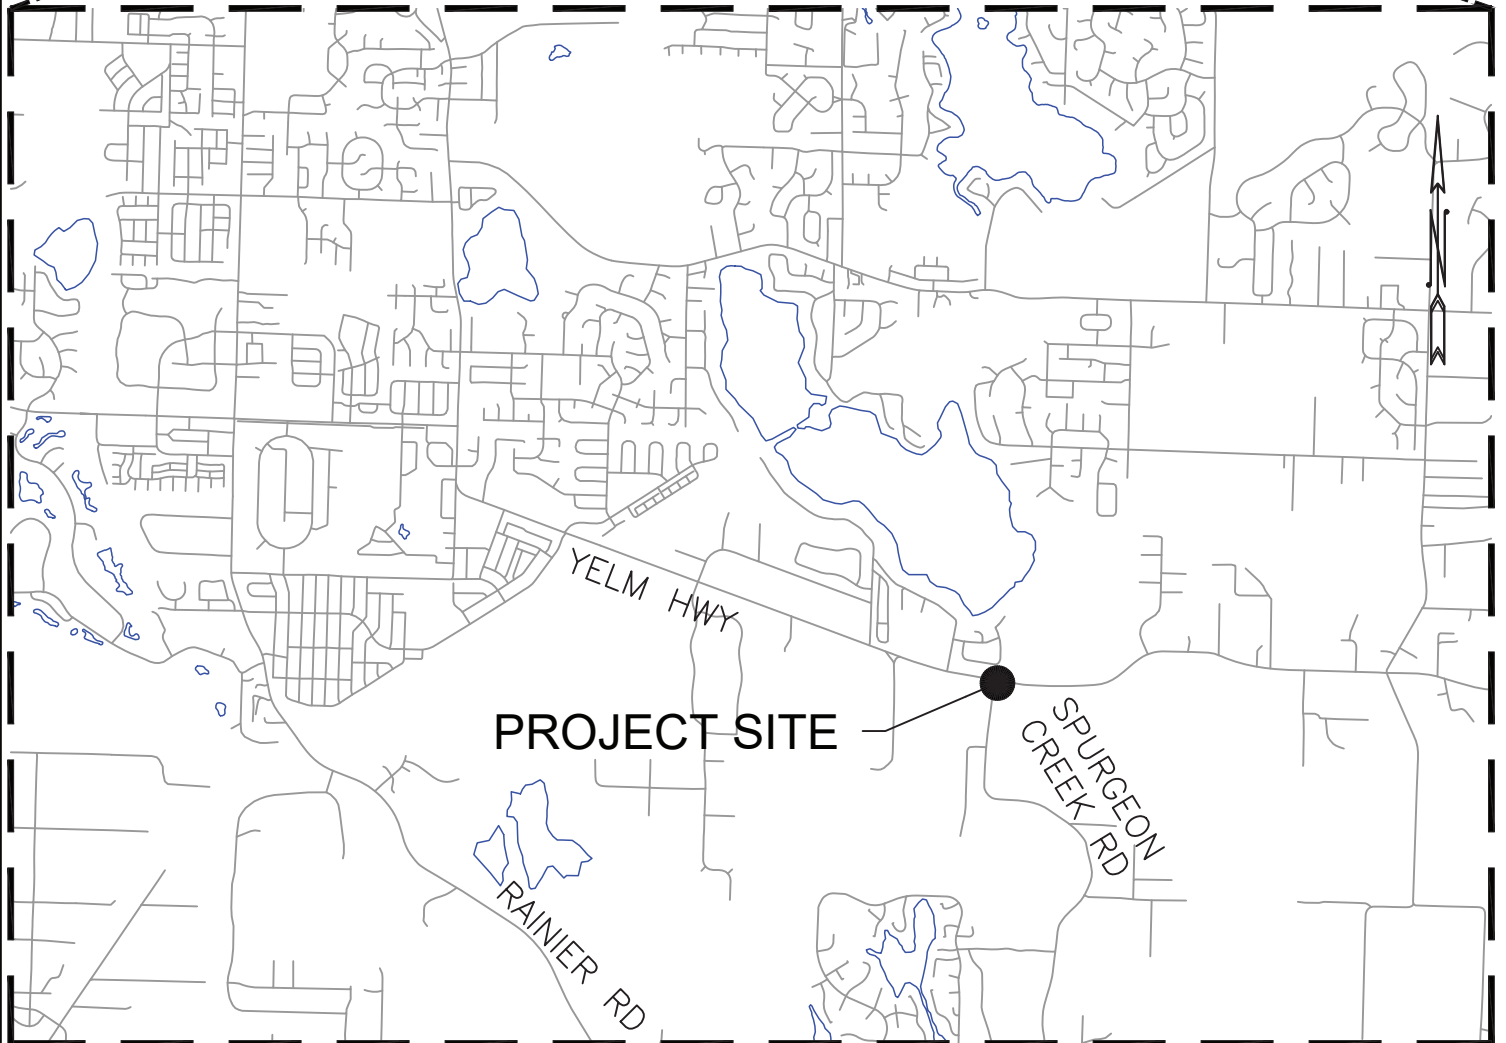 YELM HWY
PROJECT SITE
SPURGEON
CREEK RD
RAINIER RD
N